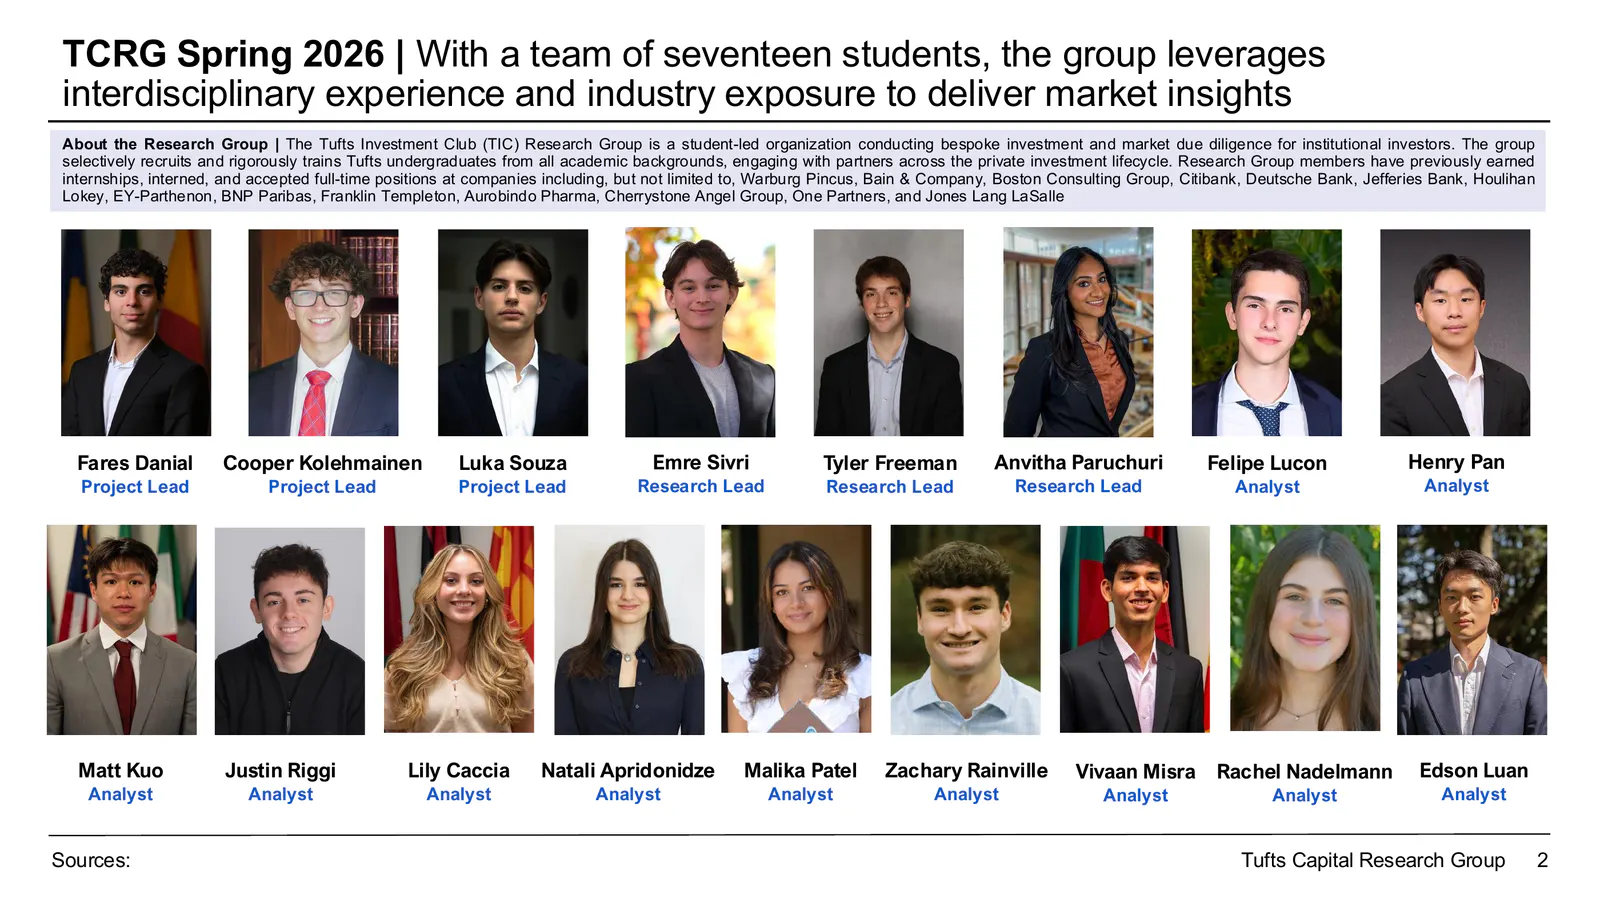 TCRG Spring 2026 | With a team of seventeen students, the group leverages
interdisciplinary experience and industry exposure to deliver market insights
About the Research Group | The Tufts Investment Club (TIC) Research Group is a student-led organization conducting bespoke investment and market due diligence for institutional investors. The group
selectively recruits and rigorously trains Tufts undergraduates from all academic backgrounds, engaging with partners across the private investment lifecycle. Research Group members have previously earned
internships, interned, and accepted full-time positions at companies including, but not limited to, Warburg Pincus, Bain & Company, Boston Consulting Group, Citibank, Deutsche Bank, Jefferies Bank, Houlihan
Lokey, EY-Parthenon, BNP Paribas, Franklin Templeton, Aurobindo Pharma, Cherrystone Angel Group, One Partners, and Jones Lang LaSalle
Fares Danial
Project Lead
Cooper Kolehmainen
Project Lead
Luka Souza
Project Lead
Emre Sivri
Research Lead
Tyler Freeman
Research Lead
Anvitha Paruchuri
Research Lead
Felipe Lucon
Analyst
Henry Pan
Analyst
Matt Kuo
Analyst
Justin Riggi
Analyst
Lily Caccia
Analyst
Natali Apridonidze
Analyst
Malika Patel
Analyst
Zachary Rainville
Analyst
Vivaan Misra
Analyst
Rachel Nadelmann
Analyst
Edson Luan
Analyst
Sources:
Tufts Capital Research Group 2